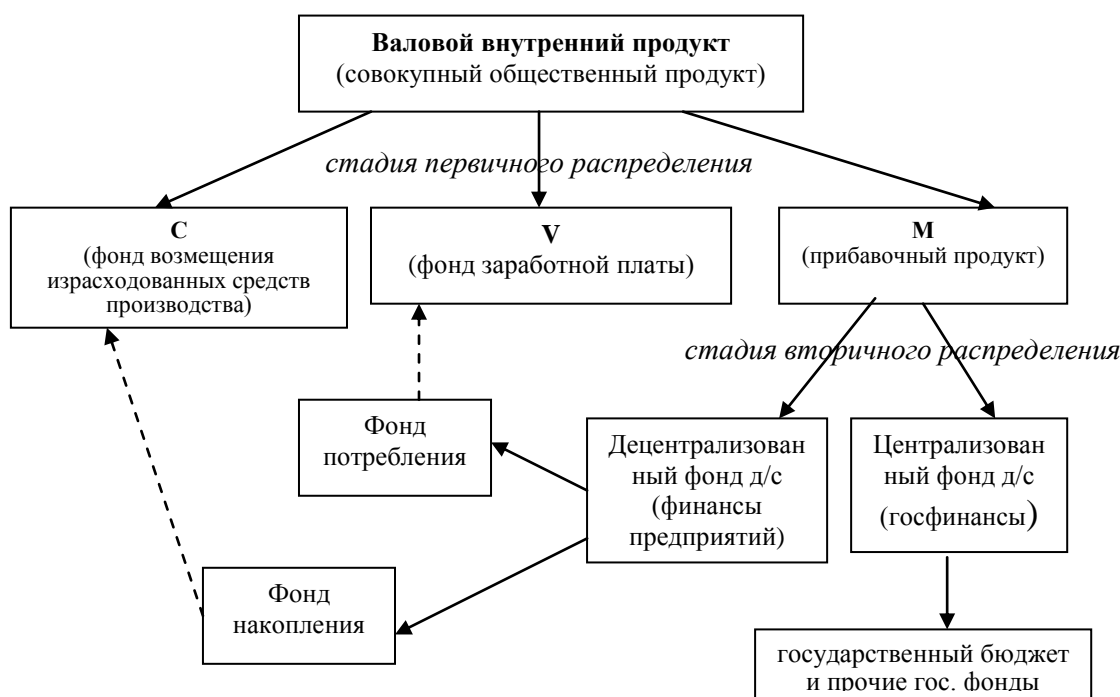 Валовой внутренний продукт
(совокупный общественный продукт)
стадия первичного распределения
С
(фонд возмещения
израсходованных средств
производства)
V
(фонд заработной платы)
М
(прибавочный продукт)
стадия вторичного распределения
Фонд
потребления
Децентрализован
ный фонд д/с
(финансы
предприятий)
Централизован
ный фонд д/с
(госфинансы)
Фонд
накопления
государственный бюджет
и прочие гос. фонды